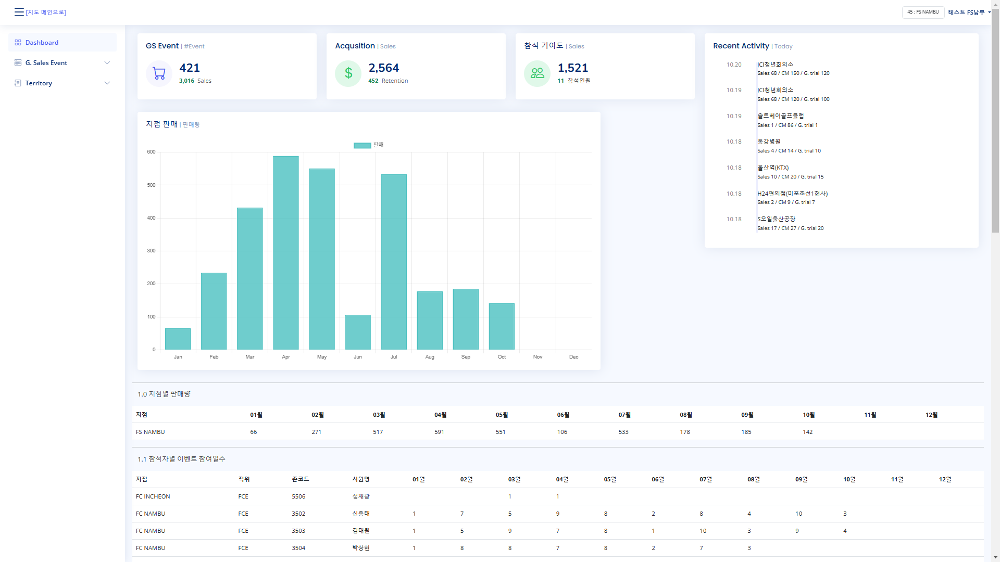 [지도 메인으로]
45 : FS NAMBU 테스트 FS남부
Dashboard
G. Sales Event
Territory
GS Event | #Event
421
3,016 Sales
Acqusition | Sales
2,564
452 Retention
참석 기여도 | Sales
1,521
11 참석인원
Recent Activity | Today
10.20 JCI청년회의소
Sales 68 / CM 150 / G. trial 120
10.19 JCI청년회의소
Sales 68 / CM 120 / G. trial 100
10.19 솔트베이골프클럽
Sales 1 / CM 86 / G. trial 1
10.18 동강병원
Sales 4 / CM 14 / G. trial 10
10.18 울산역(KTX)
Sales 10 / CM 20 / G. trial 15
10.18 H24편의점(미포조선1현사)
Sales 2 / CM 9 / G. trial 7
10.18 S오일울산공장
Sales 17 / CM 27 / G. trial 20
지점 판매 | 판매량
판매
600
500
400
300
200
100
0
Jan Feb Mar Apr May Jun Jul Aug Sep Oct Nov Dec
1.0 지점별 판매량
지점 01월 02월 03월 04월 05월 06월 07월 08월 09월 10월 11월 12월
FS NAMBU 66 271 517 591 551 106 533 178 185 142
1.1 참석자별 이벤트 참여일수
지점 직위 존코드 시원명 01월 02월 03월 04월 05월 06월 07월 08월 09월 10월 11월 12월
FC INCHEON FCE 5506 성재광 1 1
FC NAMBU FCE 3502 신용태 1 7 5 9 8 2 8 4 10 3
FC NAMBU FCE 3503 김태원 1 5 9 7 8 1 10 3 9 4
FC NAMBU FCE 3504 박상현 1 8 8 7 8 2 7 3